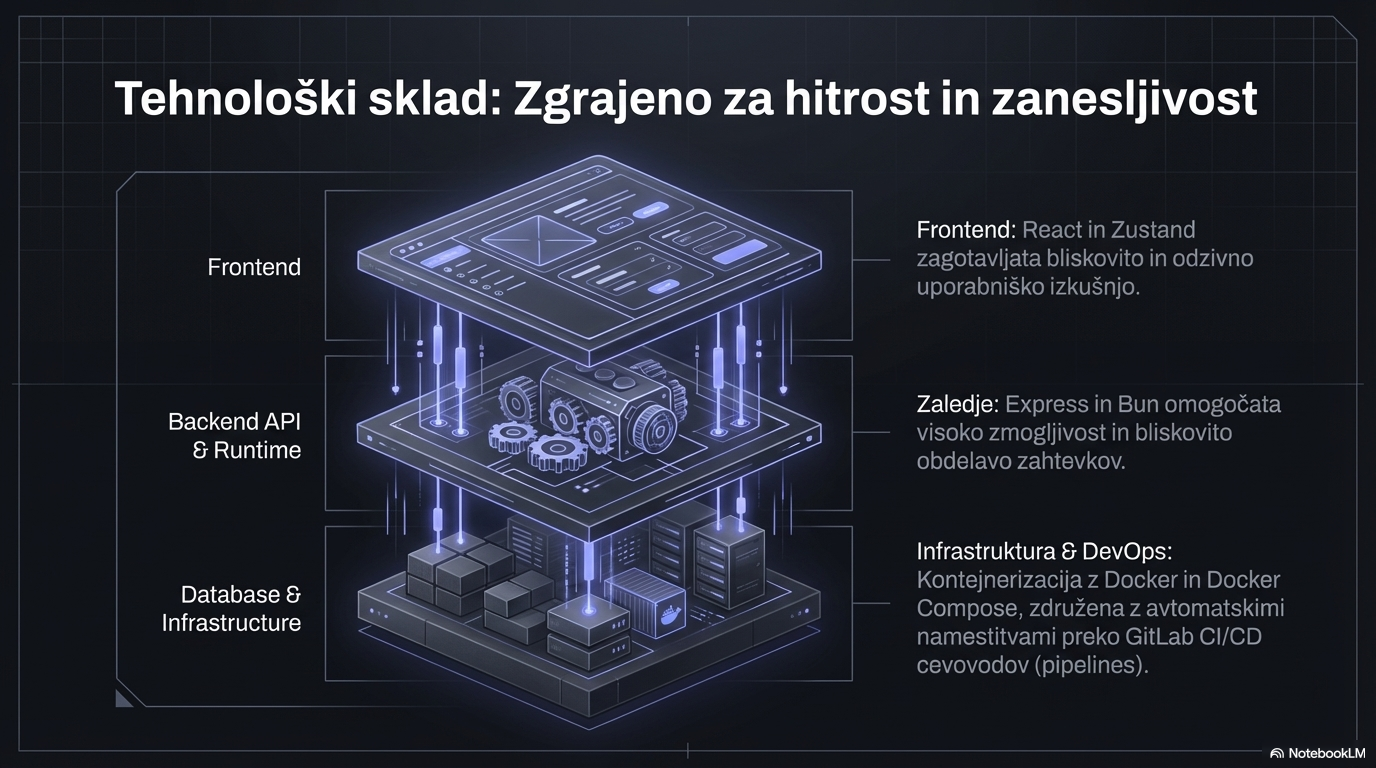 Tehnološki sklad: Zgrajeno za hitrost in zanesljivost
Frontend
Frontend: React in Zustand
zagotavljata bliskovito in odzivno
uporabniško izkušnjo.
Backend API
& Runtime
Zaledje: Express in Bun omogočata
visoko zmogljivost in bliskovito
obdelavo zahtevkov.
Database &
Infrastructure
Infrastruktura & DevOps:
Kontejnerizacija z Docker in Docker
Compose, združena z avtomatskimi
namestitvami preko GitLab CI/CD
cevovodov (pipelines).
NotebookLM